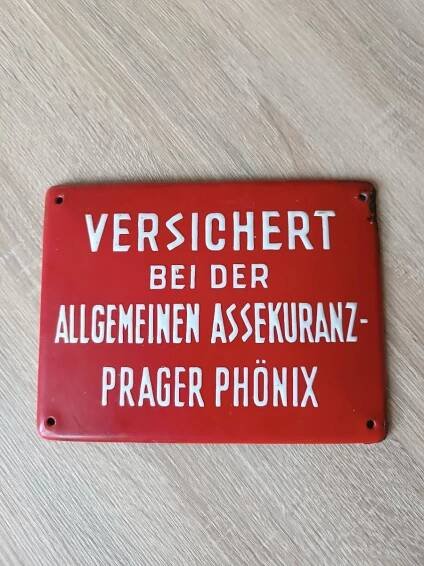 VERSICHERT
BEI DER
ALLGEMEINEN ASSEKURANZ-
PRAGER PHÖNIX